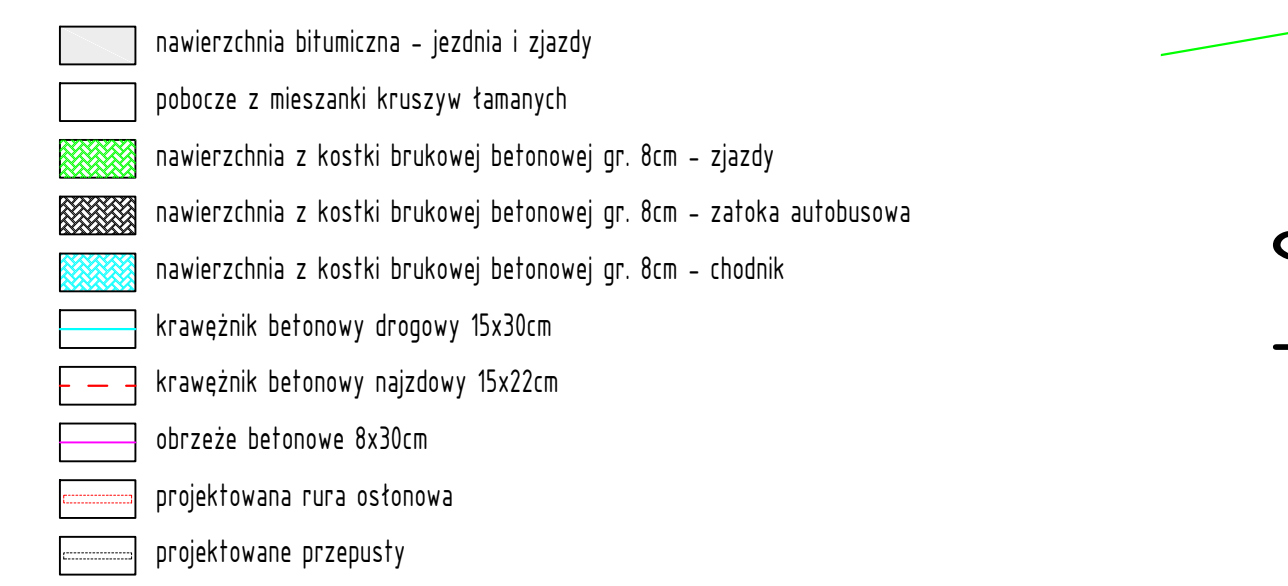 nawierzchnia bitumiczna - jezdnia i zjazdy
pobocze z mieszanki kruszyw łamanych
nawierzchnia z kostki brukowej betonowej gr. 8cm - zjazdy
nawierzchnia z kostki brukowej betonowej gr. 8cm - zatoka autobusowa
nawierzchnia z kostki brukowej betonowej gr. 8cm - chodnik
krawężnik betonowy drogowy 15x30cm
krawężnik betonowy najzdowy 15x22cm
obrzeże betonowe 8x30cm
projektowana rura osłonowa
projektowane przepusty